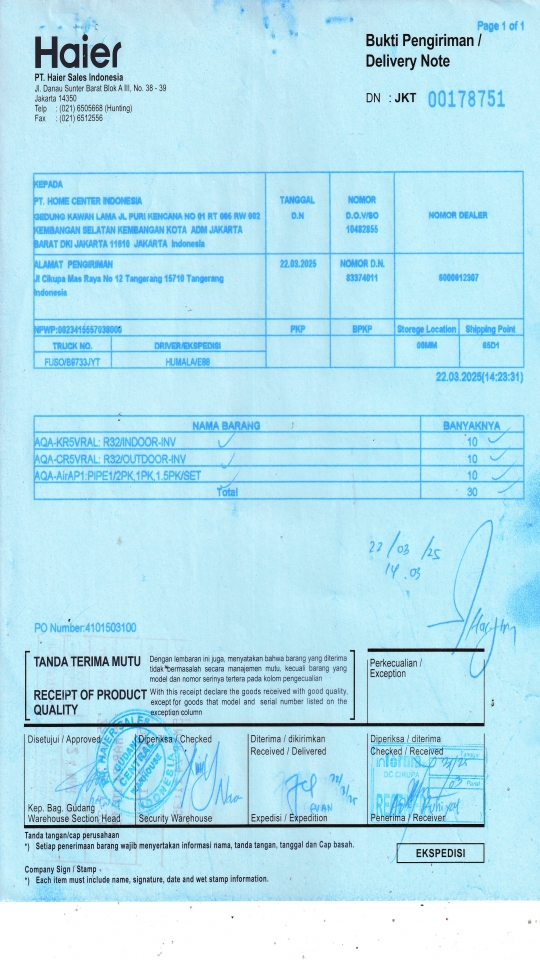 Page 1 of 1
Haier
Bukti Pengiriman /
Delivery Note
PT. Haier Sales Indonesia
Jl. Danau Sunter Barat Blok A III, No. 38 - 39
Jakarta 14350
Telp : (021) 6505668 (Hunting)
Fax : (021) 6512556
DN : JKT 00178751
KEPADA
PT. HOME CENTER INDONESIA
GEDUNG KAWAN LAMA JL PURI KENCANA NO 01 RT 005 RW 002
KEMBANGAN SELATAN KEMBANGAN KOTA ADM JAKARTA
BARAT DKI JAKARTA 11610 JAKARTA Indonesia
TANGGAL
D.N
NOMOR
D.O.V/SO
10482855
NOMOR DEALER
ALAMAT PENGIRIMAN
Jl Cikupa Mas Raya No 12 Tangerang 15710 Tangerang
Indonesia
22.03.2025
NOMOR D.N.
83374011
6000012307
PKP
BPKP
Storege Location
Shipping Point
TRUCK NO.
DRIVER/EKSPEDISI
FUSO/B9733JYT
22.03.2025(14:23:31)
NAMA BARANG BANYAKNYA
AQA-KR5VRAL: R32/INDOOR-INV 10
AQA-CR5VRAL: R32/OUTDOOR-INV 10
AQA-AirAP1:PIPE1/2PK,1PK,1.5PK/SET 10
Total 30
22/03/25
14.03
PO Number:4101503100
TANDA TERIMA MUTU
Dengan lembaran ini juga, menyatakan bahwa barang yang diterima
tidak bermasalah secara manajemen mutu, kecuali barang yang
model dan nomor serinya tertera pada kolom pengecualian
RECEIPT OF PRODUCT
QUALITY
With this receipt declare the goods received with good quality,
except for goods that model and serial number listed on the
exception column
Perkecualian /
Exception
Disetujui / Approved
Diperiksa / Checked
Diterima / dikirimkan
Received / Delivered
Diperiksa / diterima
Checked / Received
informa
DC CIKUPA
Kep. Bag. Gudang
Warehouse Section Head
Security Warehouse
Expedisi / Expedition
Penerima / Receiver
Tanda tangan/cap perusahaan
*) Setiap penerimaan barang wajib menyertakan informasi nama, tanda tangan, tanggal dan Cap basah.
EKSPEDISI
Company Sign / Stamp
*) Each item must include name, signature, date and wet stamp information.